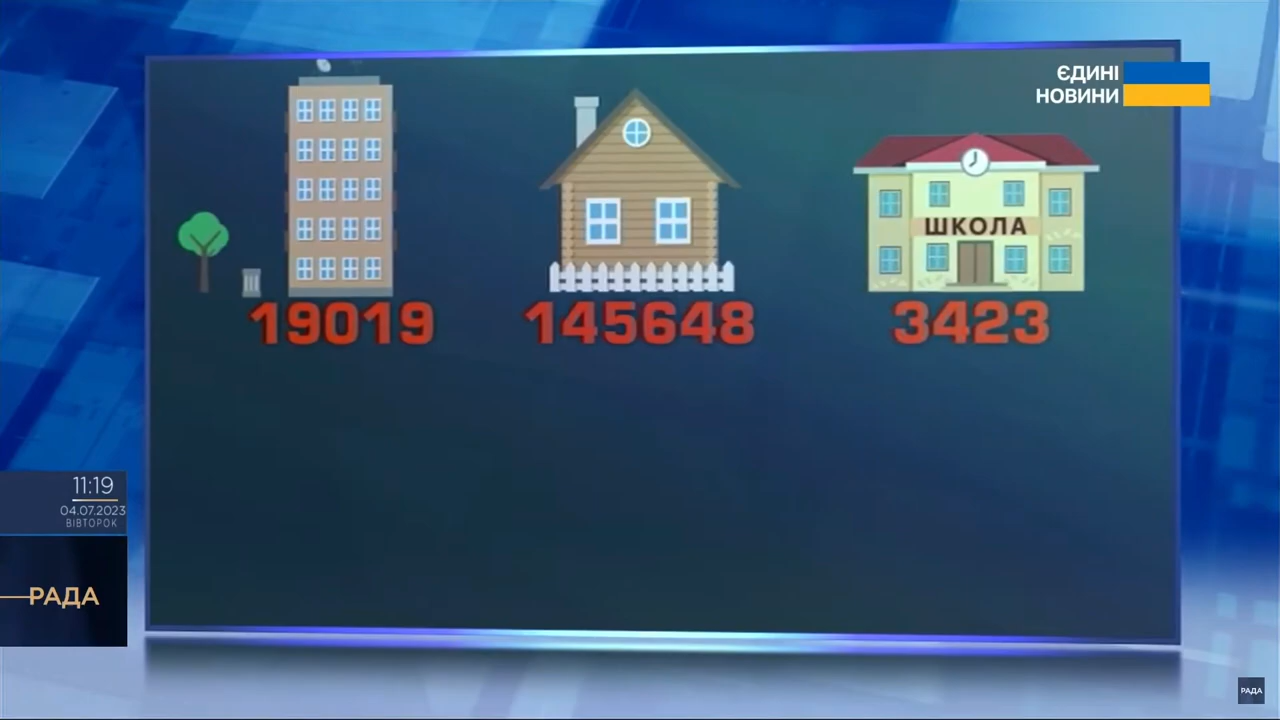 ЄДИНІ
НОВИНИ
ШКОЛА
19019
145648
3423
11:19
04.07.2023
ВІВТОРОК
РАДА
РАДА